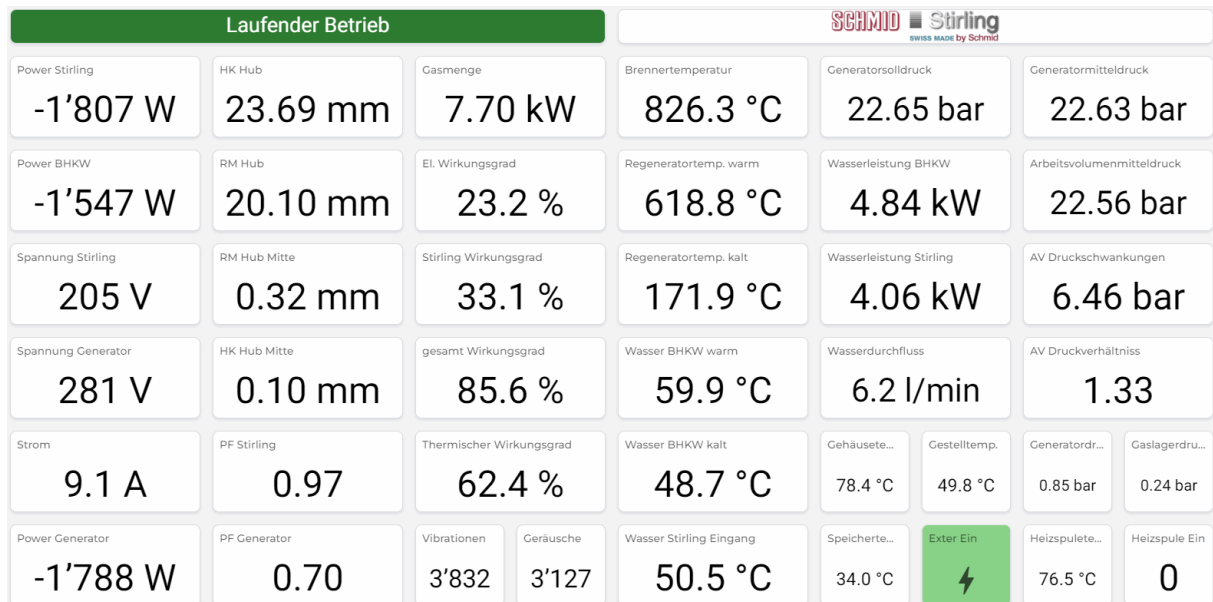 Laufender Betrieb
SCHMID Stirling
SWISS MADE by Schmid
Power Stirling
-1’807 W
HK Hub
23.69 mm
Gasmenge
7.70 kW
Brennertemperatur
826.3 °C
Generatorsolldruck
22.65 bar
Generatormitteldruck
22.63 bar
Power BHKW
-1’547 W
RM Hub
20.10 mm
El. Wirkungsgrad
23.2 %
Regeneratortemp. warm
618.8 °C
Wasserleistung BHKW
4.84 kW
Arbeitsvolumenmitteldruck
22.56 bar
Spannung Stirling
205 V
RM Hub Mitte
0.32 mm
Stirling Wirkungsgrad
33.1 %
Regeneratortemp. kalt
171.9 °C
Wasserleistung Stirling
4.06 kW
AV Druckschwankungen
6.46 bar
Spannung Generator
281 V
HK Hub Mitte
0.10 mm
gesamt Wirkungsgrad
85.6 %
Wasser BHKW warm
59.9 °C
Wasserdurchfluss
6.2 l/min
AV Druckverhältniss
1.33
Strom
9.1 A
PF Stirling
0.97
Thermischer Wirkungsgrad
62.4 %
Wasser BHKW kalt
48.7 °C
Gehäusete...
78.4 °C
Gestelltemp.
49.8 °C
Generatordr...
0.85 bar
Gaslagerdru...
0.24 bar
Power Generator
-1’788 W
PF Generator
0.70
Vibrationen
3’832
Geräusche
3’127
Wasser Stirling Eingang
50.5 °C
Speicherte...
34.0 °C
Exter Ein
Heizspulete...
76.5 °C
Heizspule Ein
0